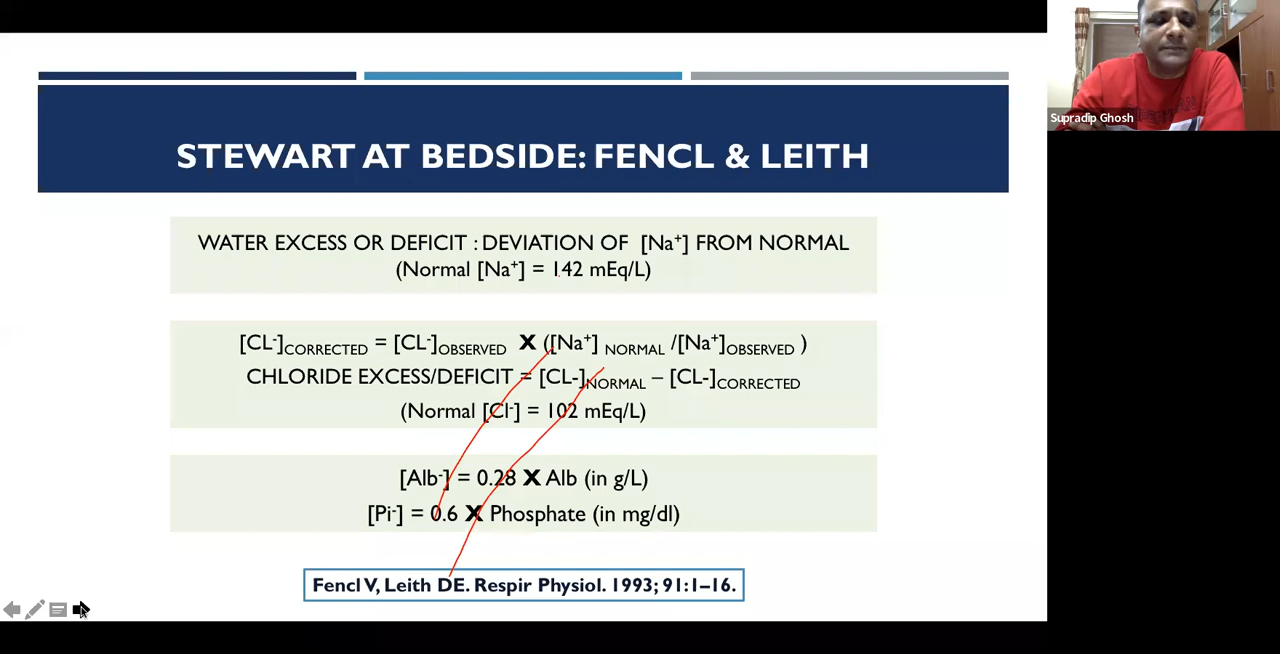 Supradip Ghosh
STEWART AT BEDSIDE: FENCL & LEITH
WATER EXCESS OR DEFICIT : DEVIATION OF [Na⁺] FROM NORMAL
(Normal [Na⁺] = 142 mEq/L)
[CL⁻]CORRECTED = [CL⁻]OBSERVED X ([Na⁺] NORMAL /[Na⁺]OBSERVED )
CHLORIDE EXCESS/DEFICIT = [CL-]NORMAL – [CL-]CORRECTED
(Normal [Cl⁻] = 102 mEq/L)
[Alb⁻] = 0.28 X Alb (in g/L)
[Pi⁻] = 0.6 X Phosphate (in mg/dl)
Fencl V, Leith DE. Respir Physiol. 1993; 91:1–16.